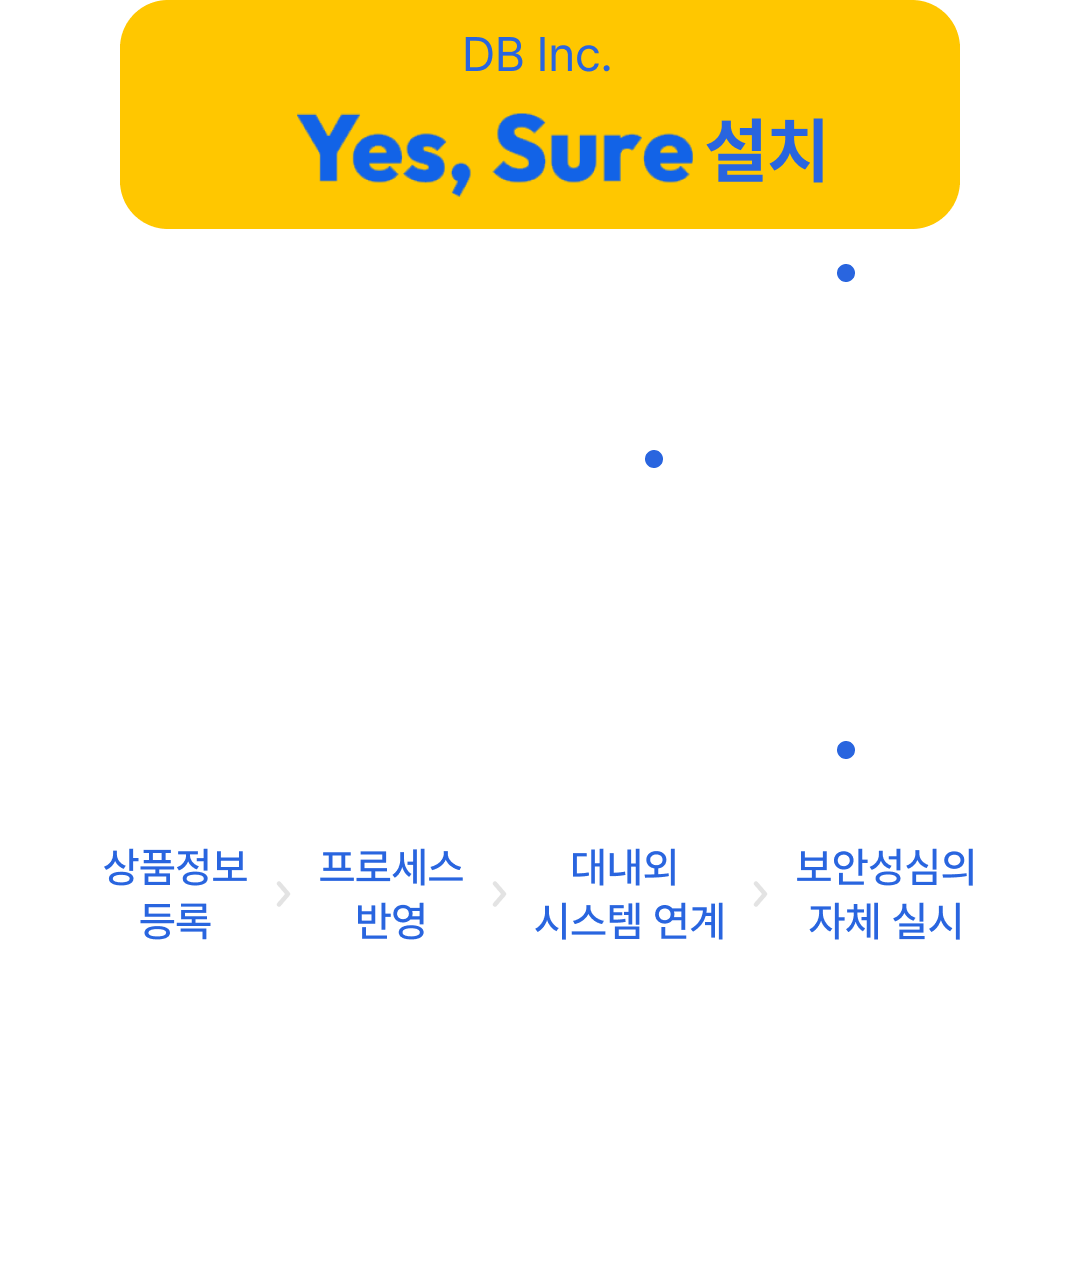 DB Inc.
Yes, Sure 설치
상품정보
등록
프로세스
반영
대내외
시스템 연계
보안성심의
자체 실시